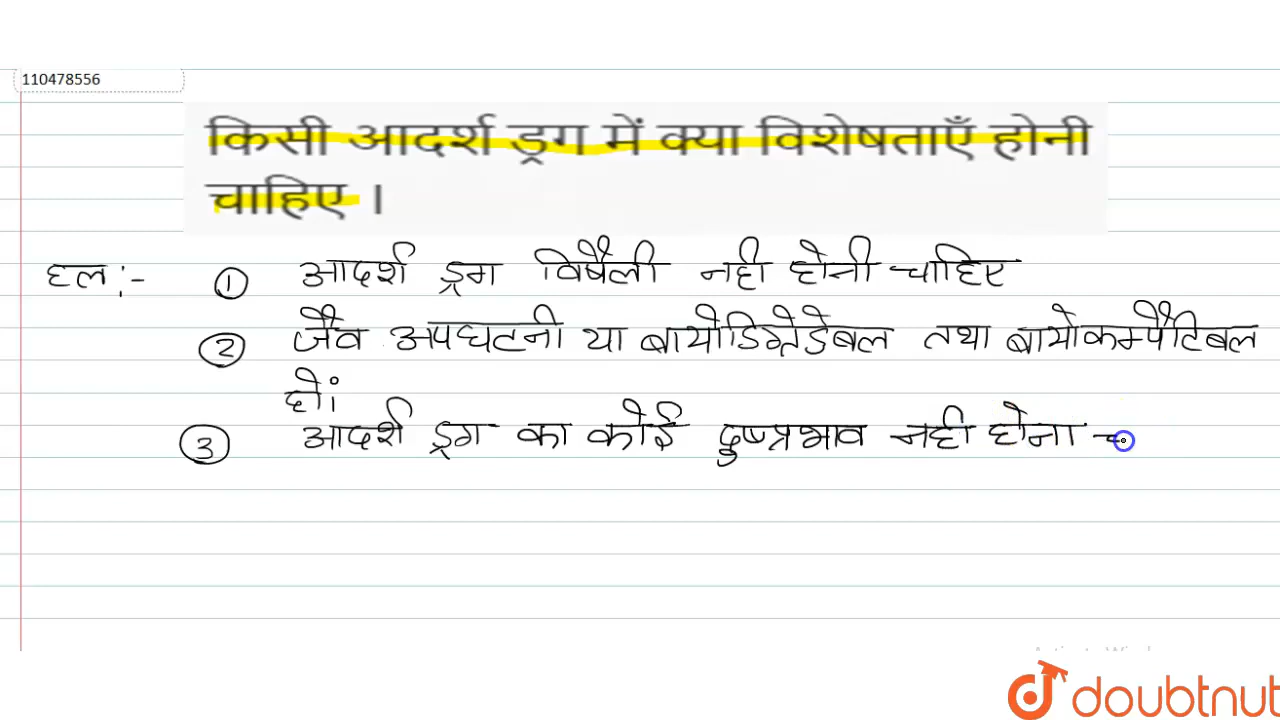 110478556
किसी आदर्श ड्रग में क्या विशेषताएँ होनी
चाहिए ।
हल :- ① आदर्श ड्रग विषैली नही होनी चाहिए
② जैव अपघटनी या बायोडिग्रेडेबल तथा बायोकम्पैटिबल
हो।
③ आदर्श ड्रग का कोई दुष्प्रभाव नही होना
doubtnut